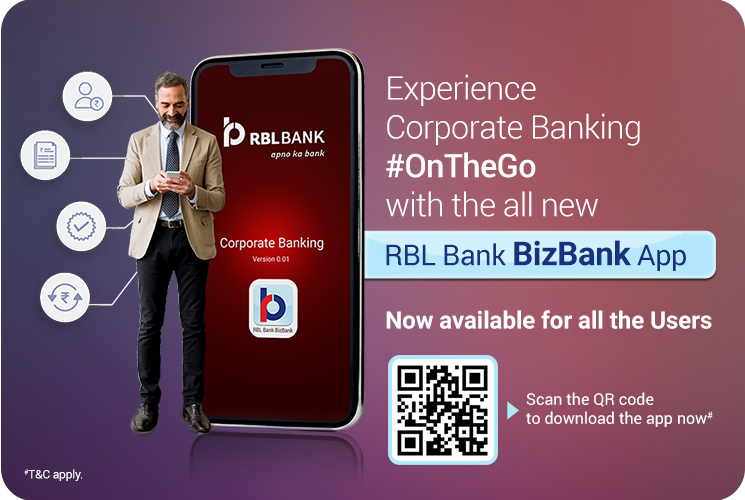 RBLBANK
apno ka bank
Corporate Banking
Version 0.01
RBL Bank BizBank
Experience
Corporate Banking
#OnTheGo
with the all new
RBL Bank BizBank App
Now available for all the Users
Scan the QR code
to download the app now#
#T&C apply.